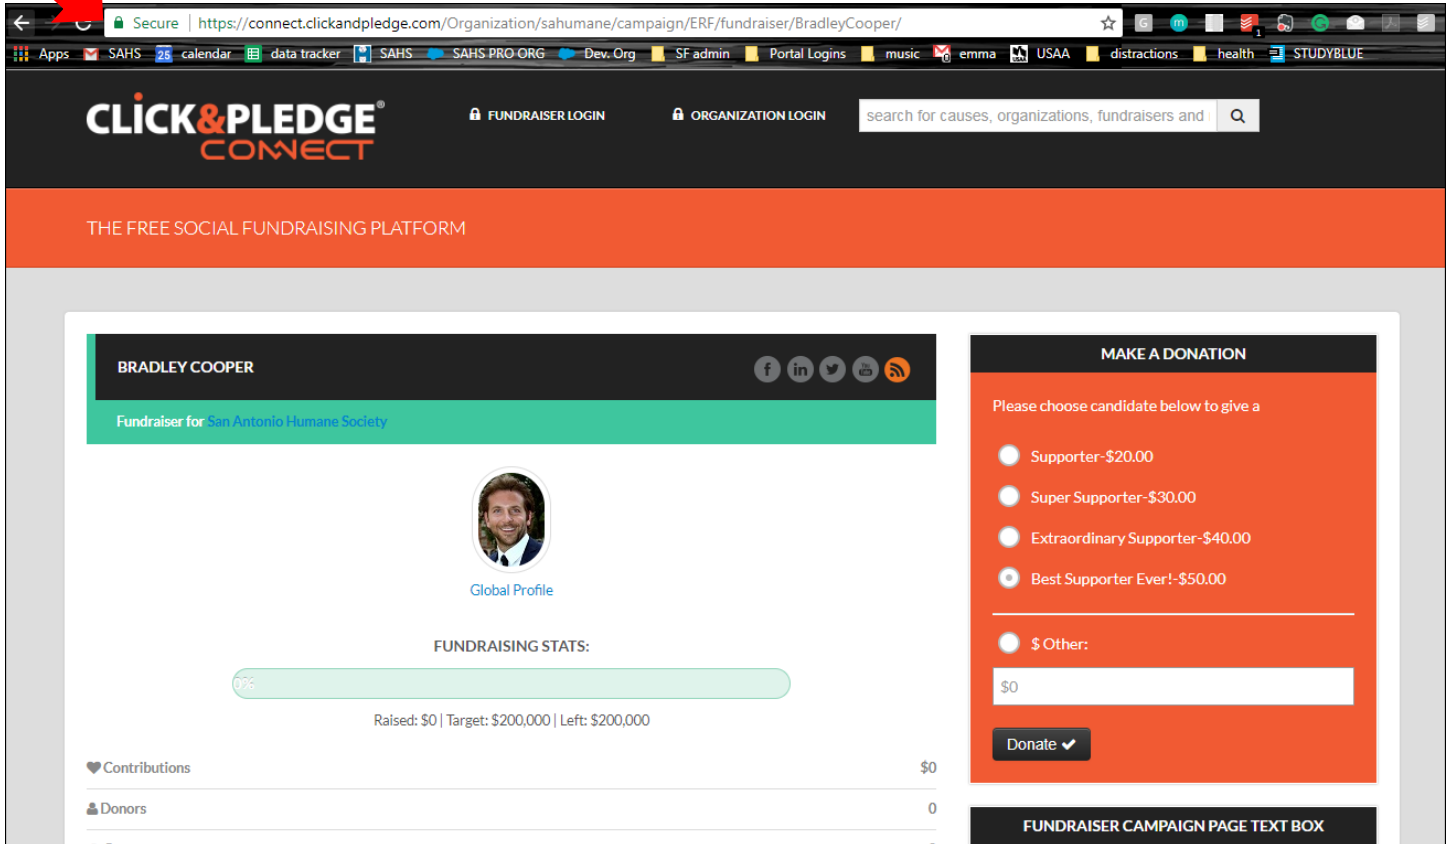 Secure | https://connect.clickandpledge.com/Organization/sahumane/campaign/ERF/fundraiser/BradleyCooper/
Apps SAHS 25 calendar data tracker SAHS SAHS PRO ORG Dev. Org SF admin Portal Logins music emma USAA distractions health STUDYBLUE
CLICK&PLEDGE®
CONNECT
FUNDRAISER LOGIN
ORGANIZATION LOGIN
search for causes, organizations, fundraisers and
THE FREE SOCIAL FUNDRAISING PLATFORM
BRADLEY COOPER
Fundraiser for San Antonio Humane Society
Global Profile
FUNDRAISING STATS:
0%
Raised: $0 | Target: $200,000 | Left: $200,000
Contributions $0
Donors 0
MAKE A DONATION
Please choose candidate below to give a
Supporter-$20.00
Super Supporter-$30.00
Extraordinary Supporter-$40.00
Best Supporter Ever!-$50.00
$ Other:
$0
Donate
FUNDRAISER CAMPAIGN PAGE TEXT BOX